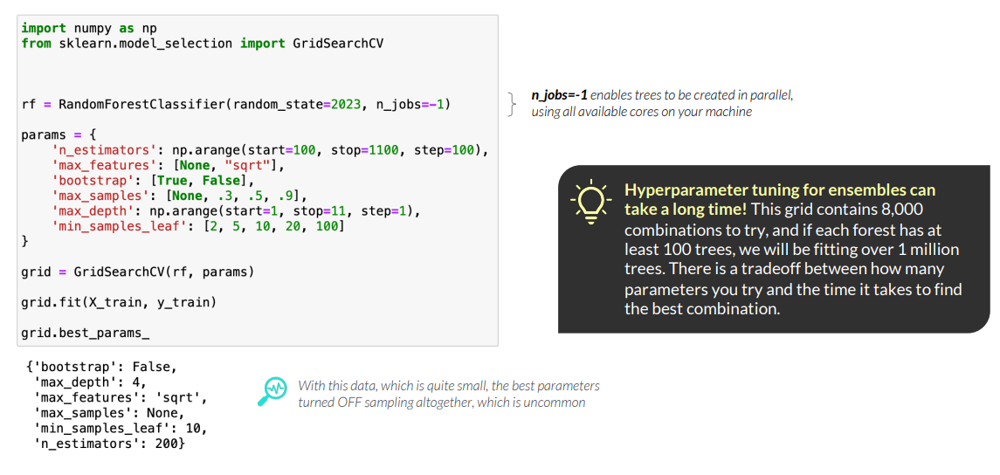 import numpy as np
from sklearn.model_selection import GridSearchCV
rf = RandomForestClassifier(random_state=2023, n_jobs=-1)
params = {
    'n_estimators': np.arange(start=100, stop=1100, step=100),
    'max_features': [None, "sqrt"],
    'bootstrap': [True, False],
    'max_samples': [None, .3, .5, .9],
    'max_depth': np.arange(start=1, stop=11, step=1),
    'min_samples_leaf': [2, 5, 10, 20, 100]
}
grid = GridSearchCV(rf, params)
grid.fit(X_train, y_train)
grid.best_params_
n_jobs=-1 enables trees to be created in parallel,
using all available cores on your machine
Hyperparameter tuning for ensembles can
take a long time! This grid contains 8,000
combinations to try, and if each forest has at
least 100 trees, we will be fitting over 1 million
trees. There is a tradeoff between how many
parameters you try and the time it takes to find
the best combination.
{'bootstrap': False,
 'max_depth': 4,
 'max_features': 'sqrt',
 'max_samples': None,
 'min_samples_leaf': 10,
 'n_estimators': 200}
With this data, which is quite small, the best parameters
turned OFF sampling altogether, which is uncommon